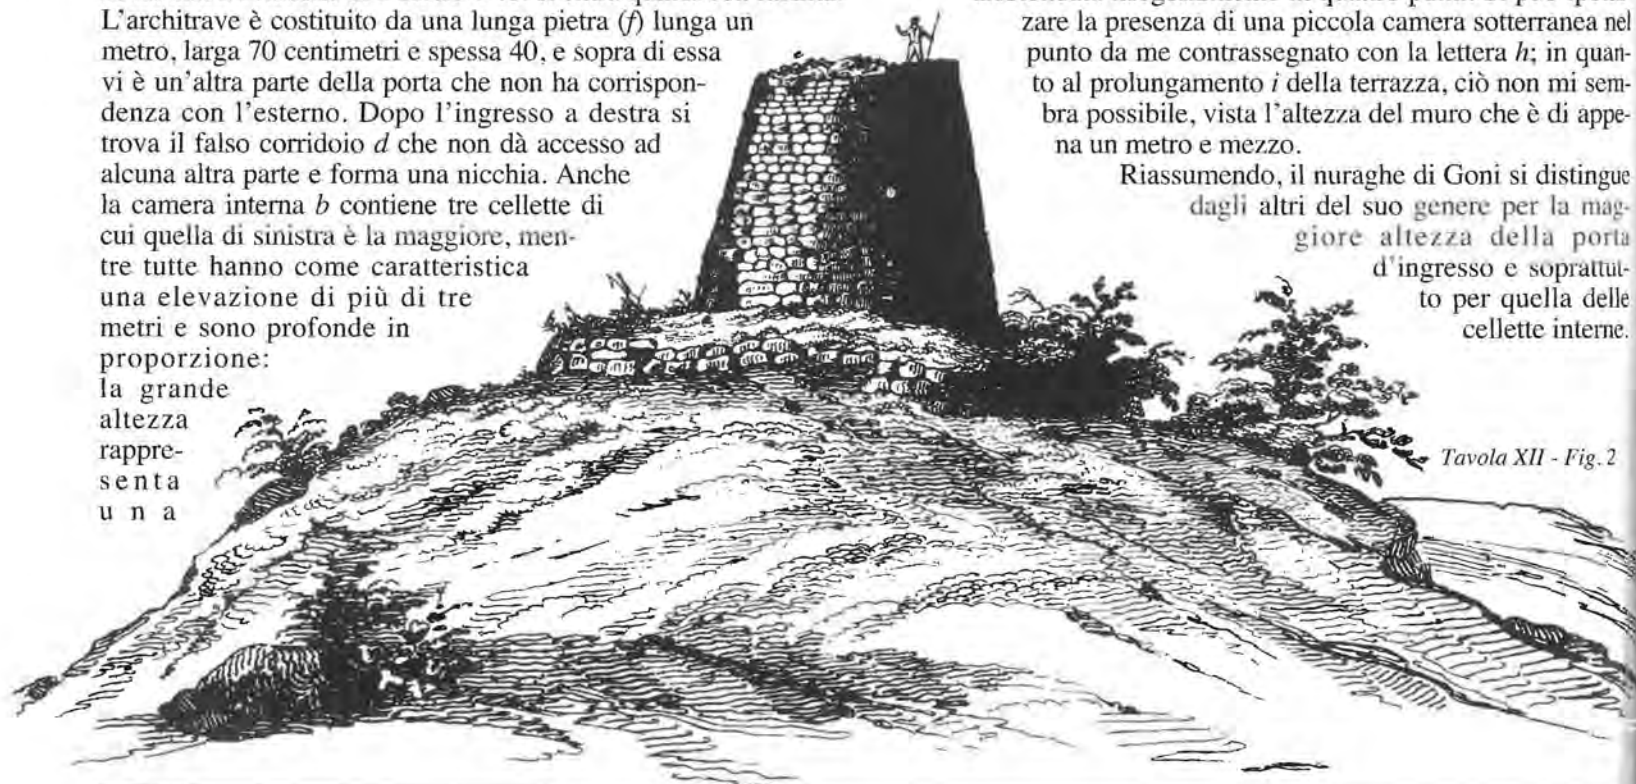 L'architrave è costituito da una lunga pietra (f) lunga un
metro, larga 70 centimetri e spessa 40, e sopra di essa
vi è un'altra parte della porta che non ha corrispon-
denza con l'esterno. Dopo l'ingresso a destra si
trova il falso corridoio d che non dà accesso ad
alcuna altra parte e forma una nicchia. Anche
la camera interna b contiene tre cellette di
cui quella di sinistra è la maggiore, men-
tre tutte hanno come caratteristica
una elevazione di più di tre
metri e sono profonde in
proporzione:
la grande
altezza
rappre-
senta
una
zare la presenza di una piccola camera sotterranea nel
punto da me contrassegnato con la lettera h; in quan-
to al prolungamento i della terrazza, ciò non mi sem-
bra possibile, vista l'altezza del muro che è di appe-
na un metro e mezzo.
Riassumendo, il nuraghe di Goni si distingue
dagli altri del suo genere per la mag-
giore altezza della porta
d'ingresso e soprattut-
to per quella delle
cellette interne.
Tavola XII - Fig. 2